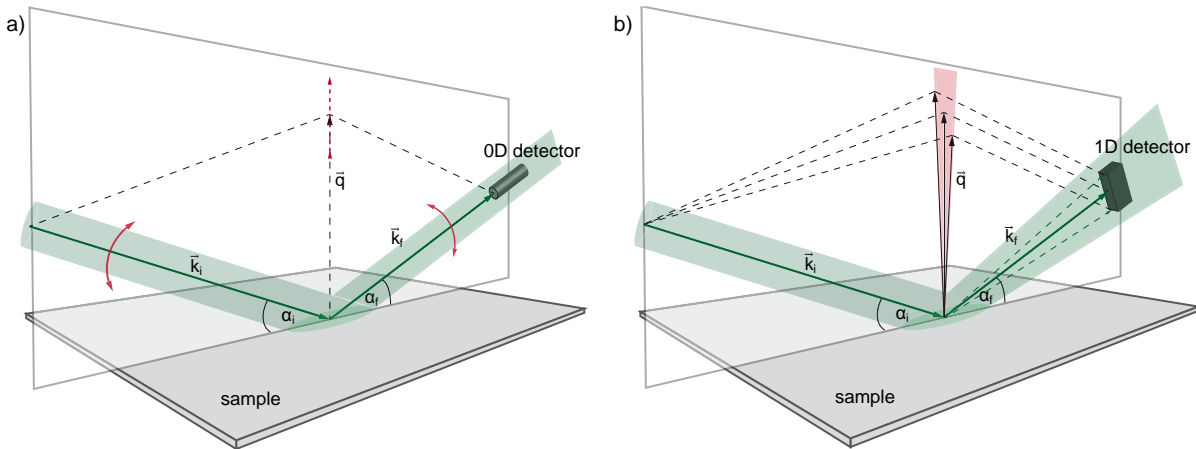 a)
0D detector
q⃗
k⃗f
k⃗i
αf
αi
sample
b)
1D detector
q⃗
k⃗f
k⃗i
αf
αi
sample